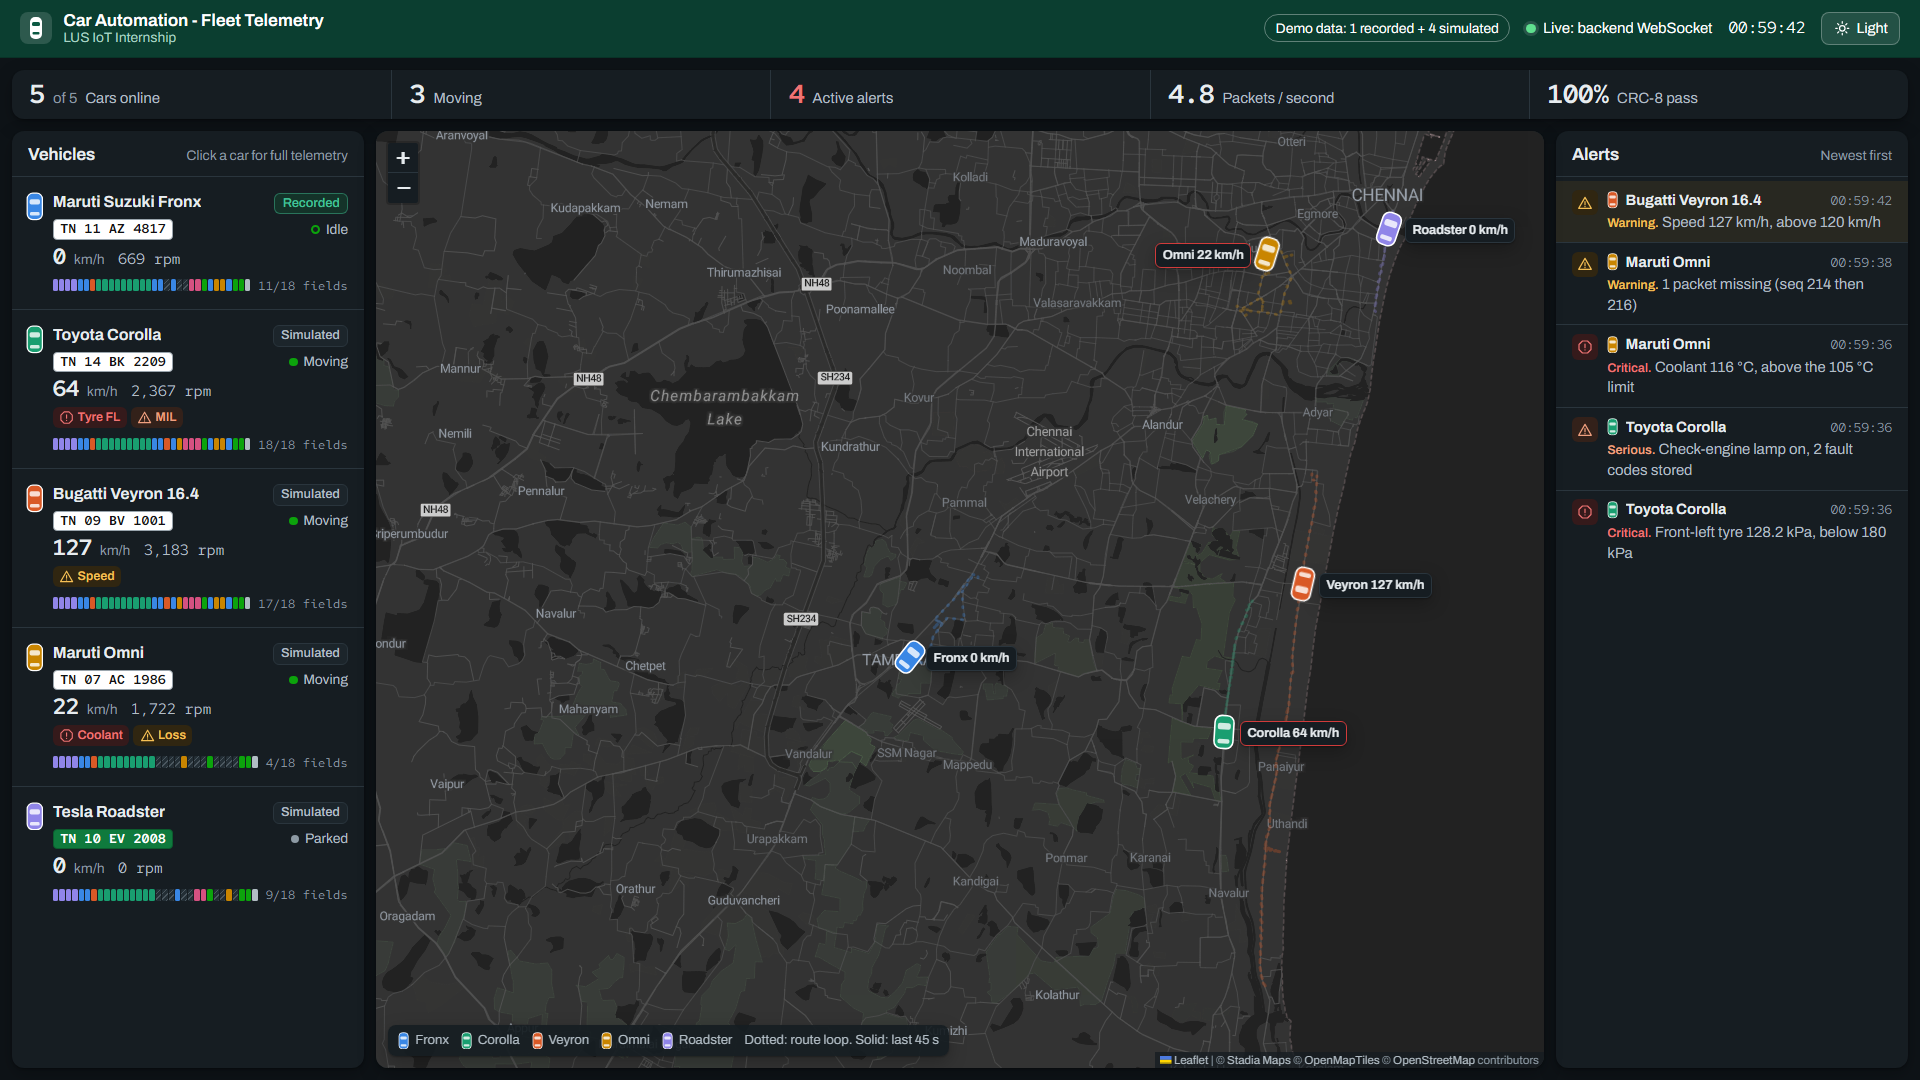 Car Automation - Fleet Telemetry
LUS IoT Internship
Demo data: 1 recorded + 4 simulated
Live: backend WebSocket
00:59:42
Light
5 of 5 Cars online
3 Moving
4 Active alerts
4.8 Packets / second
100% CRC-8 pass
Vehicles
Click a car for full telemetry
Maruti Suzuki Fronx
Recorded
TN 11 AZ 4817
Idle
0 km/h 669 rpm
11/18 fields
Toyota Corolla
Simulated
TN 14 BK 2209
Moving
64 km/h 2,367 rpm
Tyre FL
MIL
18/18 fields
Bugatti Veyron 16.4
Simulated
TN 09 BV 1001
Moving
127 km/h 3,183 rpm
Speed
17/18 fields
Maruti Omni
Simulated
TN 07 AC 1986
Moving
22 km/h 1,722 rpm
Coolant
Loss
4/18 fields
Tesla Roadster
Simulated
TN 10 EV 2008
Parked
0 km/h 0 rpm
9/18 fields
+
−
Aranvoyal
Otteri
Kolladi
CHENNAI
Kudapakkam
Nemam
Egmore
Roadster 0 km/h
Maduravoyal
Omni 22 km/h
Thirumazhisai
Noombal
NH48
Valasaravakkam
Poonamallee
Mannur
NH48
SH234
Chembarambakkam
Lake
Kovur
Adyar
Nemili
Kundrathur
Chennai
International
Airport
Alandur
Pennalur
Pammal
Velachery
NH48
riperumbudur
Veyron 127 km/h
Navalur
SH234
ondur
TAM
Fronx 0 km/h
Chetpet
Mahanyam
Corolla 64 km/h
Vandalur
SSM Nagar
Mappedu
Panaiyur
Vaipur
Uthandi
Urapakkam
Ponmar
Karanai
Kandigai
Navalur
Orathur
Guduvancheri
Oragadam
Kolathur
izhi
Fronx
Corolla
Veyron
Omni
Roadster
Dotted: route loop. Solid: last 45 s
Leaflet | © Stadia Maps © OpenMapTiles © OpenStreetMap contributors
Alerts
Newest first
Bugatti Veyron 16.4
00:59:42
Warning. Speed 127 km/h, above 120 km/h
Maruti Omni
00:59:38
Warning. 1 packet missing (seq 214 then
216)
Maruti Omni
00:59:36
Critical. Coolant 116 °C, above the 105 °C
limit
Toyota Corolla
00:59:36
Serious. Check-engine lamp on, 2 fault
codes stored
Toyota Corolla
00:59:36
Critical. Front-left tyre 128.2 kPa, below 180
kPa